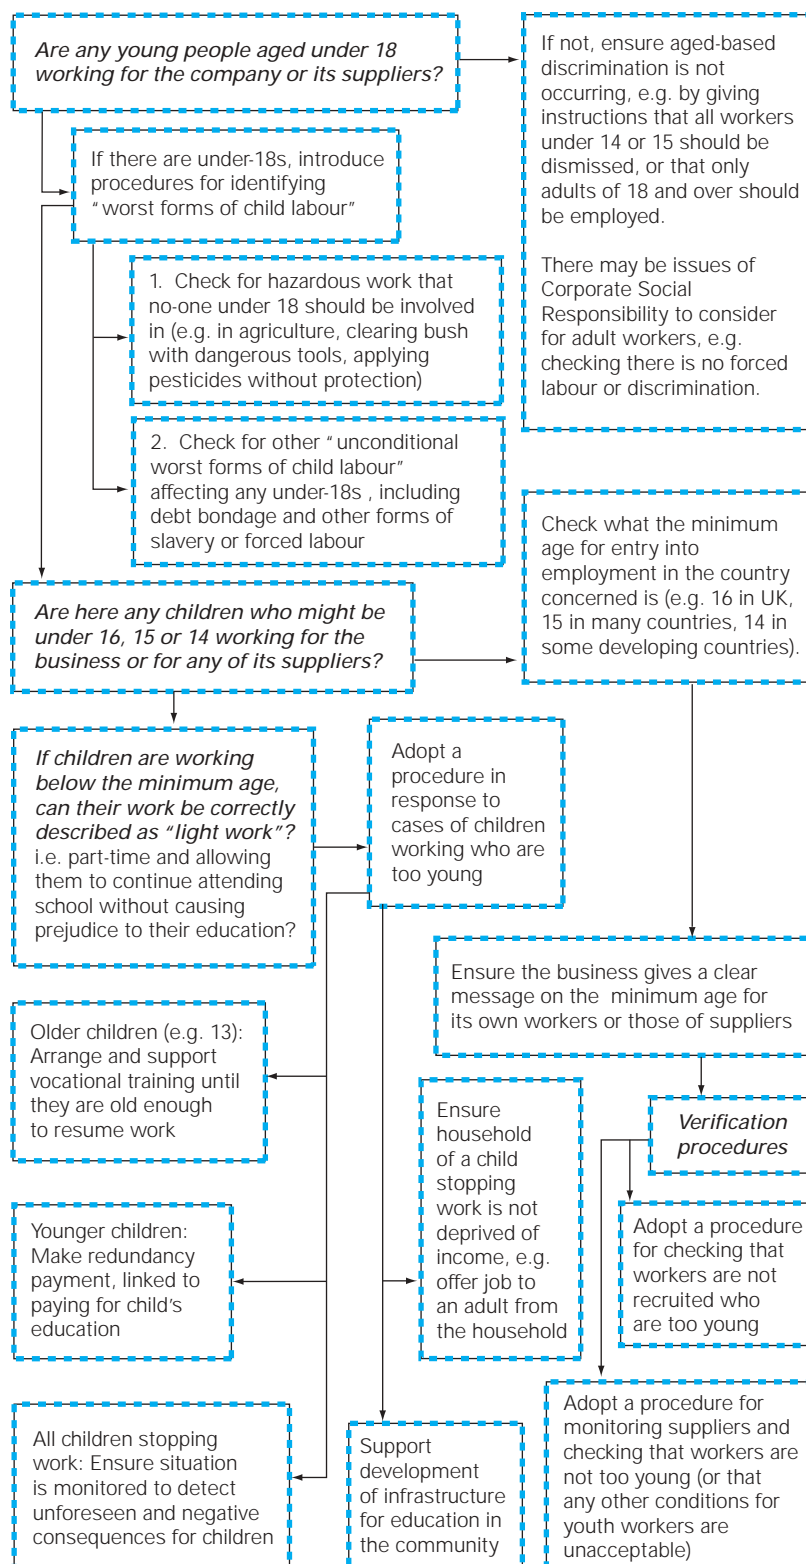 Are any young people aged under 18
working for the company or its suppliers?
If not, ensure aged-based
discrimination is not
occurring, e.g. by giving
instructions that all workers
under 14 or 15 should be
dismissed, or that only
adults of 18 and over should
be employed.
There may be issues of
Corporate Social
Responsibility to consider
for adult workers, e.g.
checking there is no forced
labour or discrimination.
If there are under-18s, introduce
procedures for identifying
"worst forms of child labour"
1. Check for hazardous work that
no-one under 18 should be involved
in (e.g. in agriculture, clearing bush
with dangerous tools, applying
pesticides without protection)
2. Check for other "unconditional
worst forms of child labour"
affecting any under-18s , including
debt bondage and other forms of
slavery or forced labour
Are here any children who might be
under 16, 15 or 14 working for the
business or for any of its suppliers?
Check what the minimum
age for entry into
employment in the country
concerned is (e.g. 16 in UK,
15 in many countries, 14 in
some developing countries).
If children are working
below the minimum age,
can their work be correctly
described as "light work"?
i.e. part-time and allowing
them to continue attending
school without causing
prejudice to their education?
Adopt a
procedure in
response to
cases of children
working who are
too young
Ensure the business gives a clear
message on the minimum age for
its own workers or those of suppliers
Older children (e.g. 13):
Arrange and support
vocational training until
they are old enough
to resume work
Ensure
household
of a child
stopping
work is not
deprived of
income, e.g.
offer job to
an adult from
the household
Verification
procedures
Younger children:
Make redundancy
payment, linked to
paying for child's
education
Adopt a procedure
for checking that
workers are not
recruited who
are too young
All children stopping
work: Ensure situation
is monitored to detect
unforeseen and negative
consequences for children
Support
development
of infrastructure
for education in
the community
Adopt a procedure for
monitoring suppliers and
checking that workers are
not too young (or that
any other conditions for
youth workers are
unacceptable)